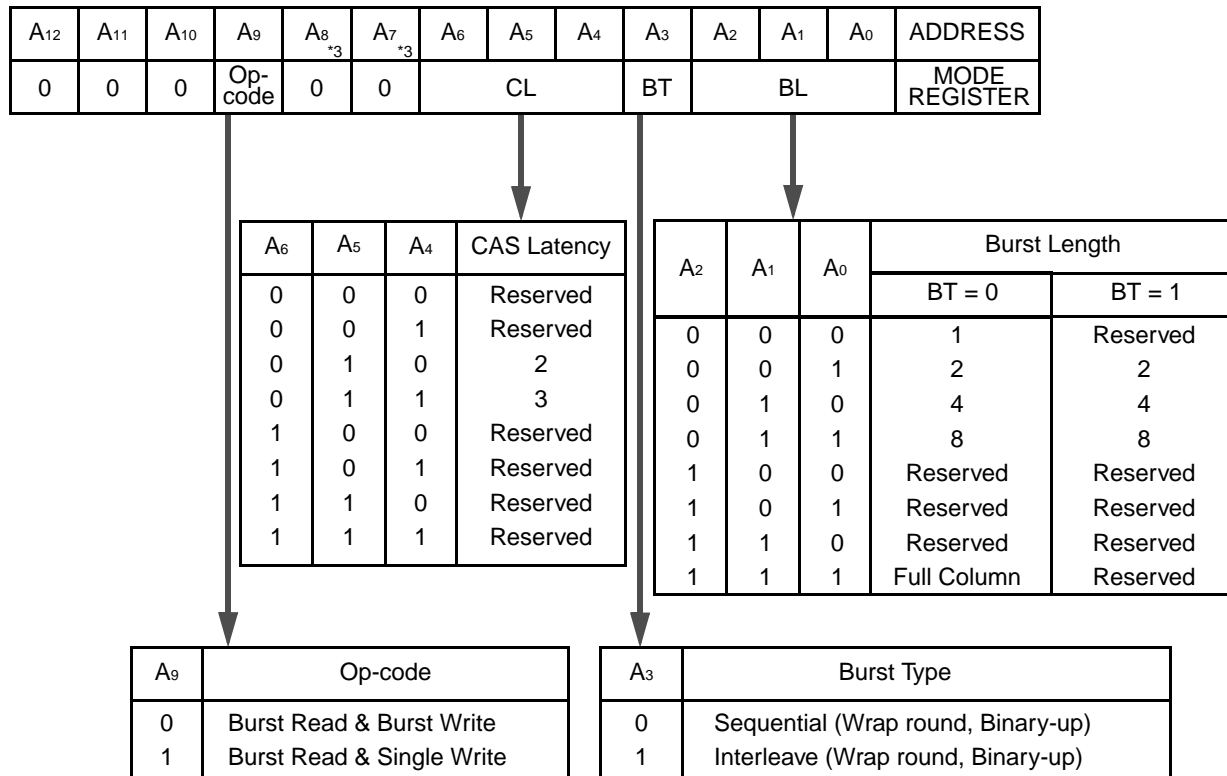 A12 A11 A10 A9 A8 *3 A7 *3 A6 A5 A4 A3 A2 A1 A0 ADDRESS
0 0 0 Op-code 0 0 CL BT BL MODE REGISTER
A6 A5 A4 CAS Latency
0 0 0 Reserved
0 0 1 Reserved
0 1 0 2
0 1 1 3
1 0 0 Reserved
1 0 1 Reserved
1 1 0 Reserved
1 1 1 Reserved
A2 A1 A0 Burst Length
BT = 0 BT = 1
0 0 0 1 Reserved
0 0 1 2 2
0 1 0 4 4
0 1 1 8 8
1 0 0 Reserved Reserved
1 0 1 Reserved Reserved
1 1 0 Reserved Reserved
1 1 1 Full Column Reserved
A9 Op-code
0 Burst Read & Burst Write
1 Burst Read & Single Write
A3 Burst Type
0 Sequential (Wrap round, Binary-up)
1 Interleave (Wrap round, Binary-up)